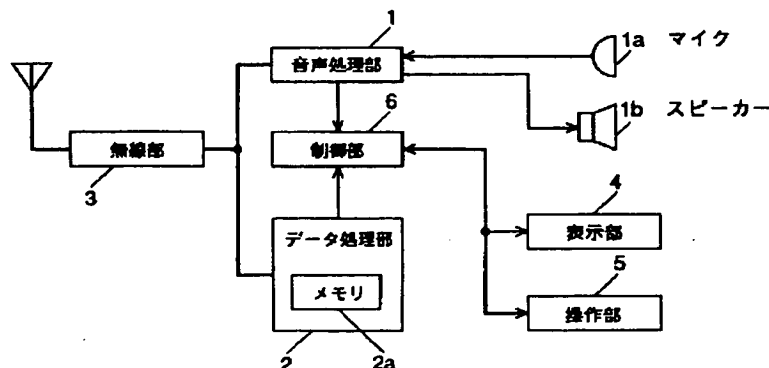 1
音声処理部
1a マイク
6
1b スピーカー
無線部
制御部
3
4
データ処理部
表示部
メモリ
5
操作部
2
2a